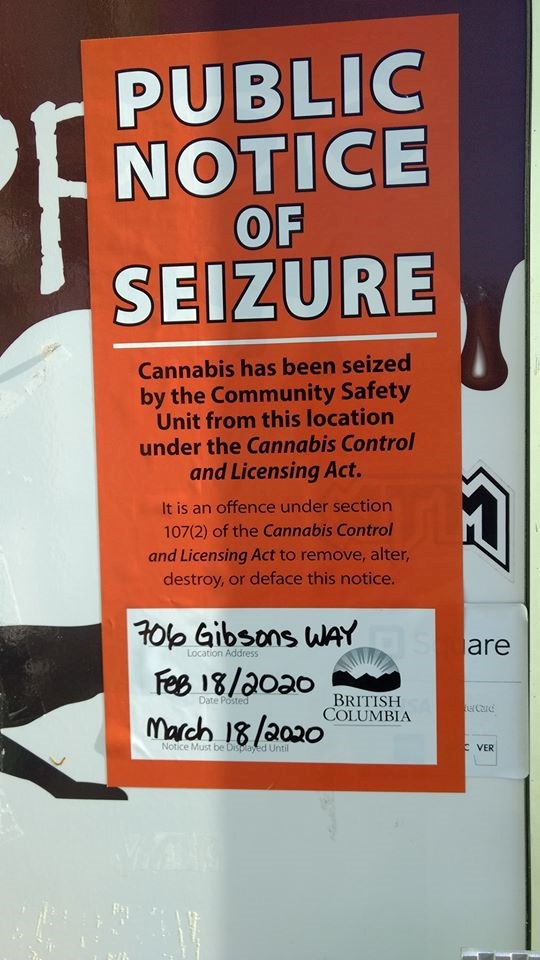 PUBLIC
NOTICE
OF
SEIZURE
Cannabis has been seized
by the Community Safety
Unit from this location
under the Cannabis Control
and Licensing Act.
It is an offence under section
107(2) of the Cannabis Control
and Licensing Act to remove, alter,
destroy, or deface this notice.
706 Gibsons WAY
Location Address
Feb 18/2020
Date Posted
March 18/2020
Notice Must be Displayed Until
BRITISH
COLUMBIA
Square
VER